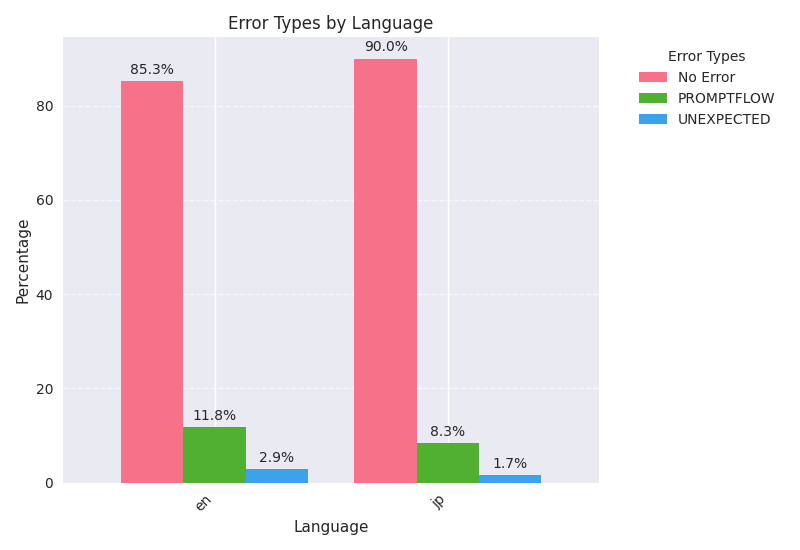 Error Types by Language
Error Types
No Error
PROMPTFLOW
UNEXPECTED
Percentage
80
60
40
20
0
85.3%
11.8%
2.9%
90.0%
8.3%
1.7%
en
jp
Language